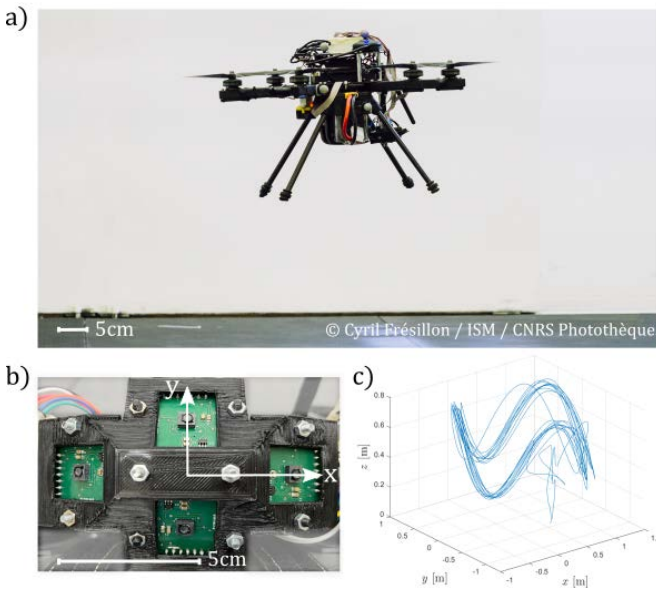 a)
5cm
© Cyril Frésillon / ISM / CNRS Photothèque
b)
y
x
5cm
c)
0.8
0.6
0.4
0.2
0
z [m]
1
0.5
0
-0.5
-1
y [m]
-1
-0.5
0
0.5
1
x [m]